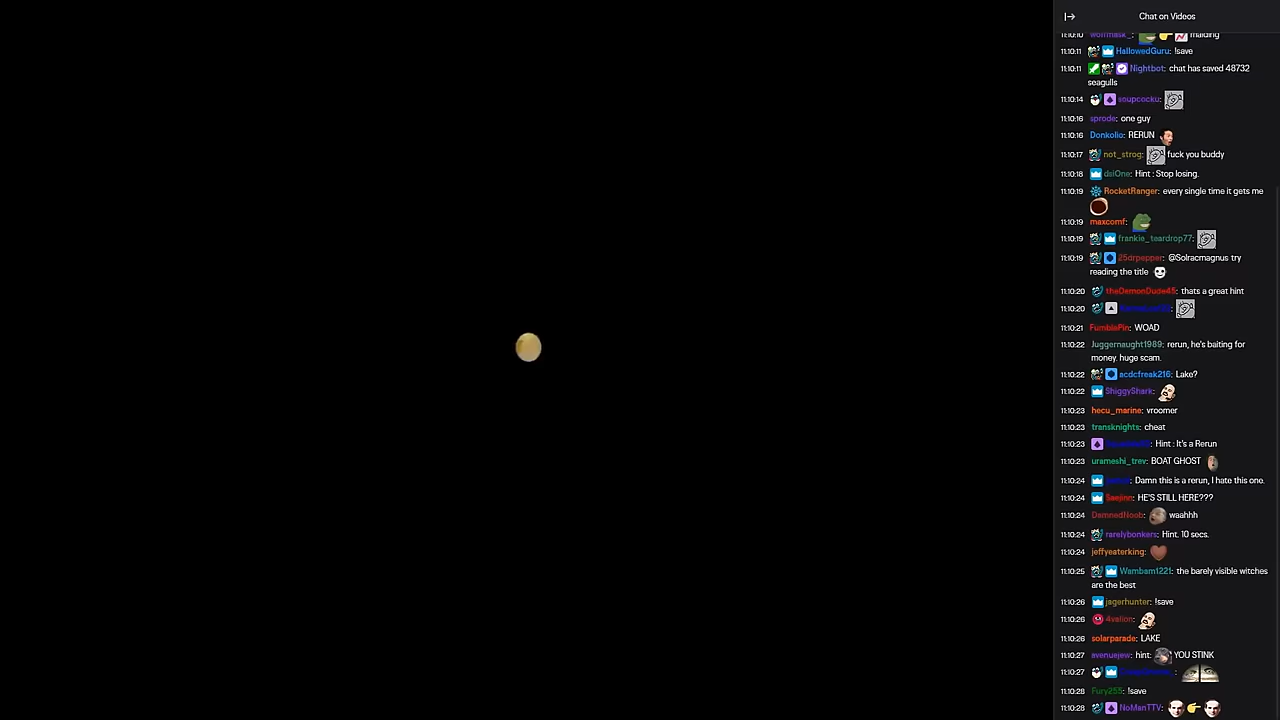 Chat on Videos
11:10:10 wolfmask_: malding
11:10:11 HallowedGuru: !save
11:10:11 Nightbot: chat has saved 48732
seagulls
11:10:14 soupcocku:
11:10:16 sprode: one guy
11:10:16 Donkolio: RERUN
11:10:17 not_strog: fuck you buddy
11:10:18 dslOne: Hint : Stop losing.
11:10:19 RocketRanger: every single time it gets me
11:10:19 maxcomf:
11:10:19 frankie_teardrop77:
11:10:19 25drpepper: @Solracmagnus try
reading the title
11:10:20 theDemonDude45: thats a great hint
11:10:20
11:10:21 FumblePin: WOAD
11:10:22 Juggernaught1989: rerun, he's baiting for
money. huge scam.
11:10:22 acdcfreak216: Lake?
11:10:22 ShiggyShark:
11:10:23 hecu_marine: vroomer
11:10:23 transknights: cheat
11:10:23 : Hint : It's a Rerun
11:10:23 urameshi_trev: BOAT GHOST
11:10:24 : Damn this is a rerun, I hate this one.
11:10:24 Saejinn: HE'S STILL HERE???
11:10:24 DamnedNoob: waahhh
11:10:24 rarelybonkers: Hint. 10 secs.
11:10:24 jeffyeaterking:
11:10:25 Wambam1221: the barely visible witches
are the best
11:10:26 jagerhunter: !save
11:10:26 4valion:
11:10:26 solarparade: LAKE
11:10:27 avenuejew: hint: YOU STINK
11:10:27 :
11:10:28 Fury255: !save
11:10:28 NoManTTV: